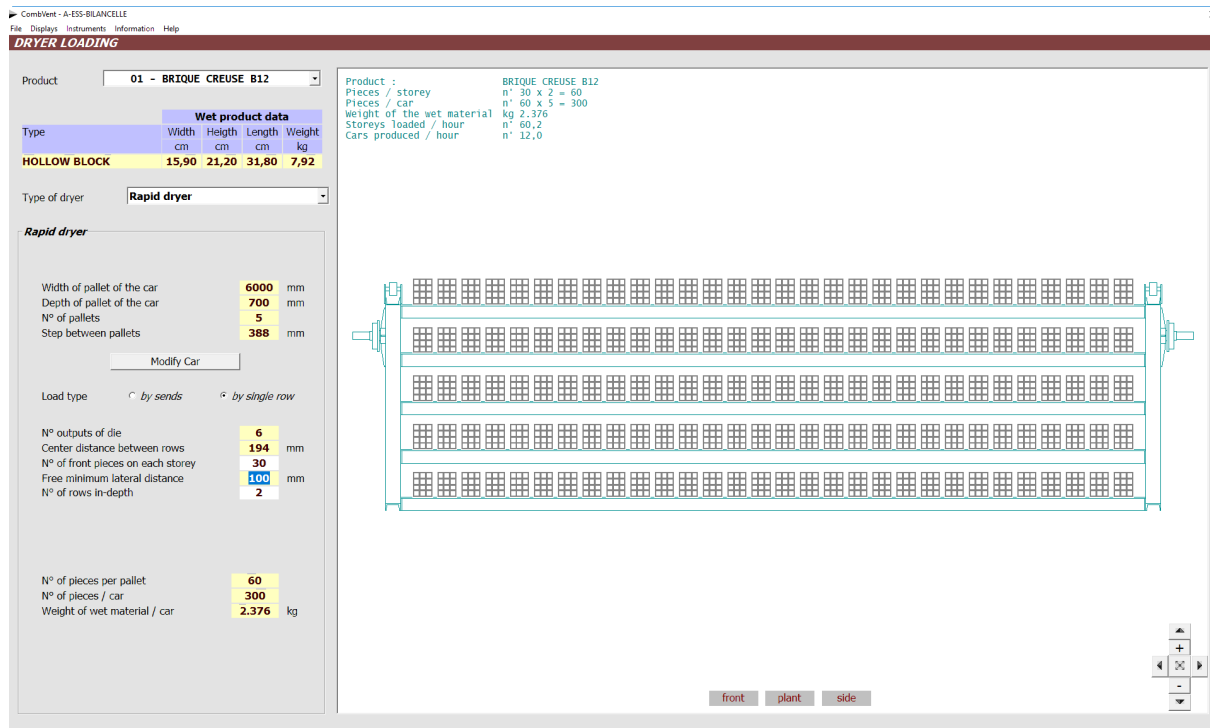 CombVent - A-ESS-BILANCELLE
File Displays Instruments Information Help
DRYER LOADING
Product 01 - BRIQUE CREUSE B12
Wet product data
Type Width Heigth Length Weight
cm cm cm kg
HOLLOW BLOCK 15,90 21,20 31,80 7,92
Type of dryer Rapid dryer
Rapid dryer
Width of pallet of the car 6000 mm
Depth of pallet of the car 700 mm
N° of pallets 5
Step between pallets 388 mm
Modify Car
Load type by sends by single row
N° outputs of die 6
Center distance between rows 194 mm
N° of front pieces on each storey 30
Free minimum lateral distance 100 mm
N° of rows in-depth 2
N° of pieces per pallet 60
N° of pieces / car 300
Weight of wet material / car 2.376 kg
Product : BRIQUE CREUSE B12
Pieces / storey n° 30 x 2 = 60
Pieces / car n° 60 x 5 = 300
Weight of the wet material kg 2.376
Storeys loaded / hour n° 60,2
Cars produced / hour n° 12,0
+
-
front plant side